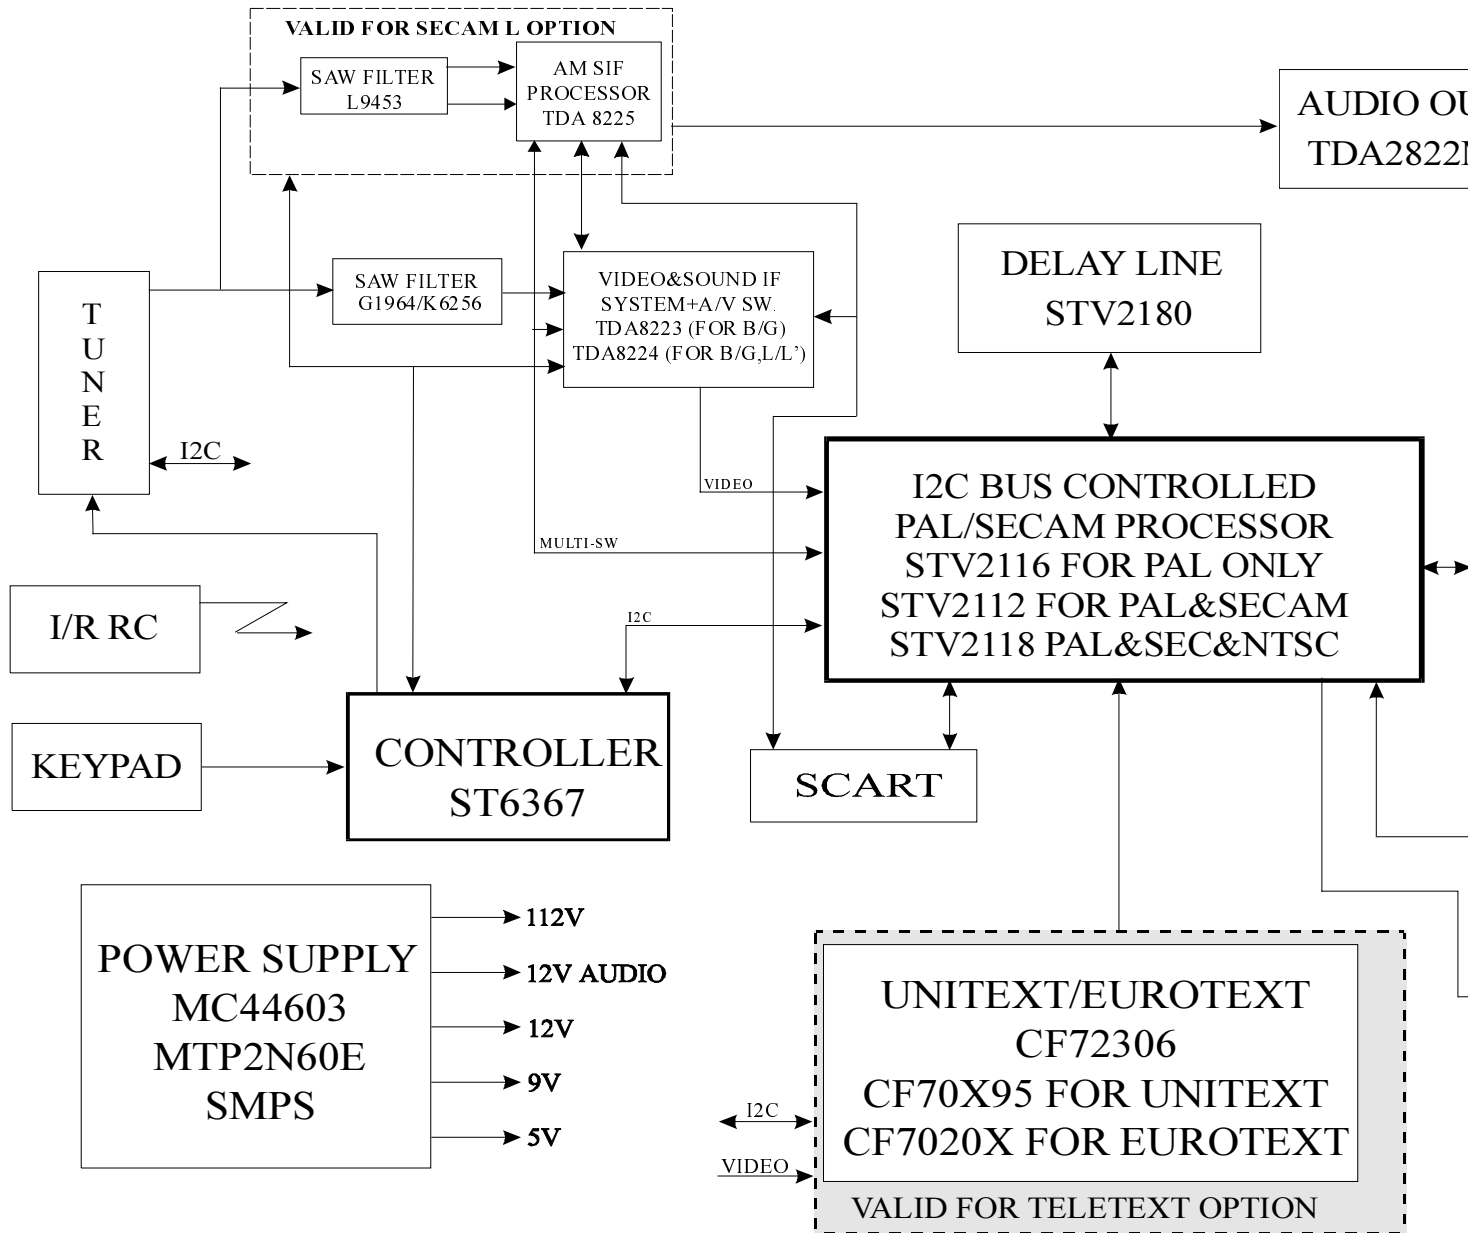 VALID FOR SECAM L OPTION
SAW FILTER
L9453
AM SIF
PROCESSOR
TDA 8225
TUNER
SAW FILTER
G1964/K6256
VIDEO&SOUND IF
SYSTEM+A/V SW.
TDA8223 (FOR B/G)
TDA8224 (FOR B/G,L/L’)
DELAY LINE
STV2180
I2C
VIDEO
MULTI-SW
I2C
I2C BUS CONTROLLED
PAL/SECAM PROCESSOR
STV2116 FOR PAL ONLY
STV2112 FOR PAL&SECAM
STV2118 PAL&SEC&NTSC
I/R RC
KEYPAD
CONTROLLER
ST6367
SCART
POWER SUPPLY
MC44603
MTP2N60E
SMPS
112V
12V AUDIO
12V
9V
5V
UNITEXT/EUROTEXT
CF72306
CF70X95 FOR UNITEXT
CF7020X FOR EUROTEXT
I2C
VIDEO
VALID FOR TELETEXT OPTION
AUDIO